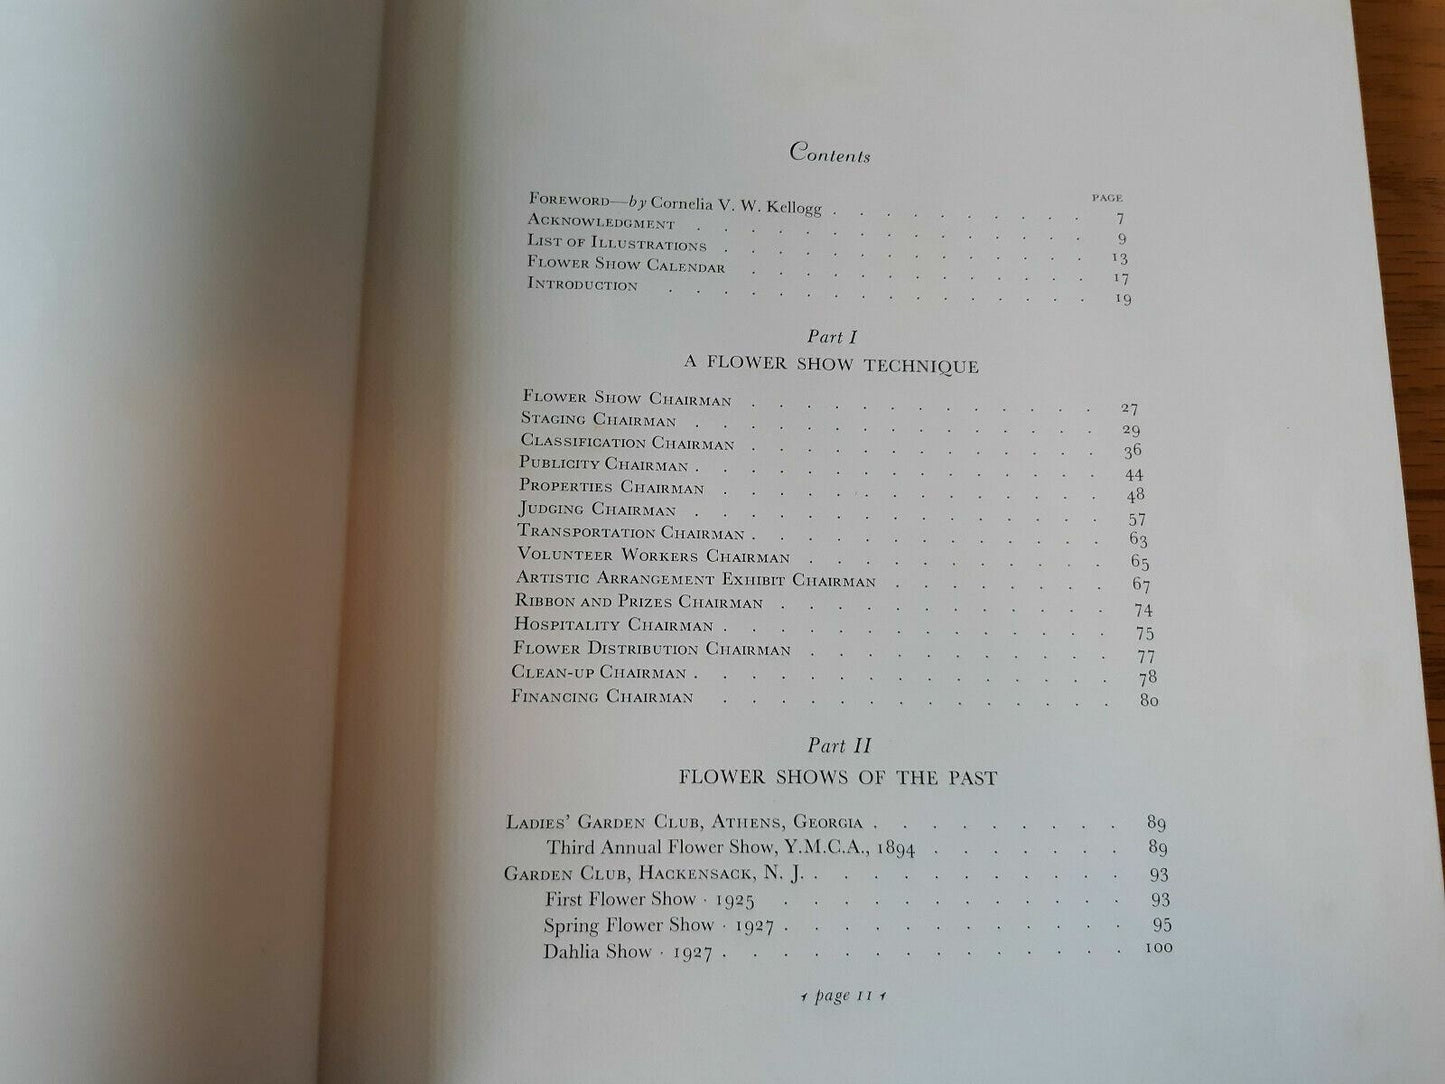 Contents
PAGE
FOREWORD—by Cornelia V. W. Kellogg . . . . . . . . . . 7
ACKNOWLEDGMENT . . . . . . . . . . . . . . . 9
LIST OF ILLUSTRATIONS . . . . . . . . . . . . . . 13
FLOWER SHOW CALENDAR . . . . . . . . . . . . . 17
INTRODUCTION . . . . . . . . . . . . . . . . 19
Part I
A FLOWER SHOW TECHNIQUE
FLOWER SHOW CHAIRMAN . . . . . . . . . . . . . 27
STAGING CHAIRMAN . . . . . . . . . . . . . . . 29
CLASSIFICATION CHAIRMAN . . . . . . . . . . . . . 36
PUBLICITY CHAIRMAN . . . . . . . . . . . . . . . 44
PROPERTIES CHAIRMAN . . . . . . . . . . . . . . 48
JUDGING CHAIRMAN . . . . . . . . . . . . . . . 57
TRANSPORTATION CHAIRMAN . . . . . . . . . . . . . 63
VOLUNTEER WORKERS CHAIRMAN . . . . . . . . . . . 65
ARTISTIC ARRANGEMENT EXHIBIT CHAIRMAN . . . . . . . . 67
RIBBON AND PRIZES CHAIRMAN . . . . . . . . . . . . 74
HOSPITALITY CHAIRMAN . . . . . . . . . . . . . . 75
FLOWER DISTRIBUTION CHAIRMAN . . . . . . . . . . . 77
CLEAN-UP CHAIRMAN . . . . . . . . . . . . . . . 78
FINANCING CHAIRMAN . . . . . . . . . . . . . . 80
Part II
FLOWER SHOWS OF THE PAST
LADIES' GARDEN CLUB, ATHENS, GEORGIA . . . . . . . . . 89
Third Annual Flower Show, Y.M.C.A., 1894 . . . . . . . 89
GARDEN CLUB, HACKENSACK, N. J. . . . . . . . . . . . 93
First Flower Show · 1925 . . . . . . . . . . . . 93
Spring Flower Show · 1927 . . . . . . . . . . . . 95
Dahlia Show · 1927 . . . . . . . . . . . . . . 100
page 11